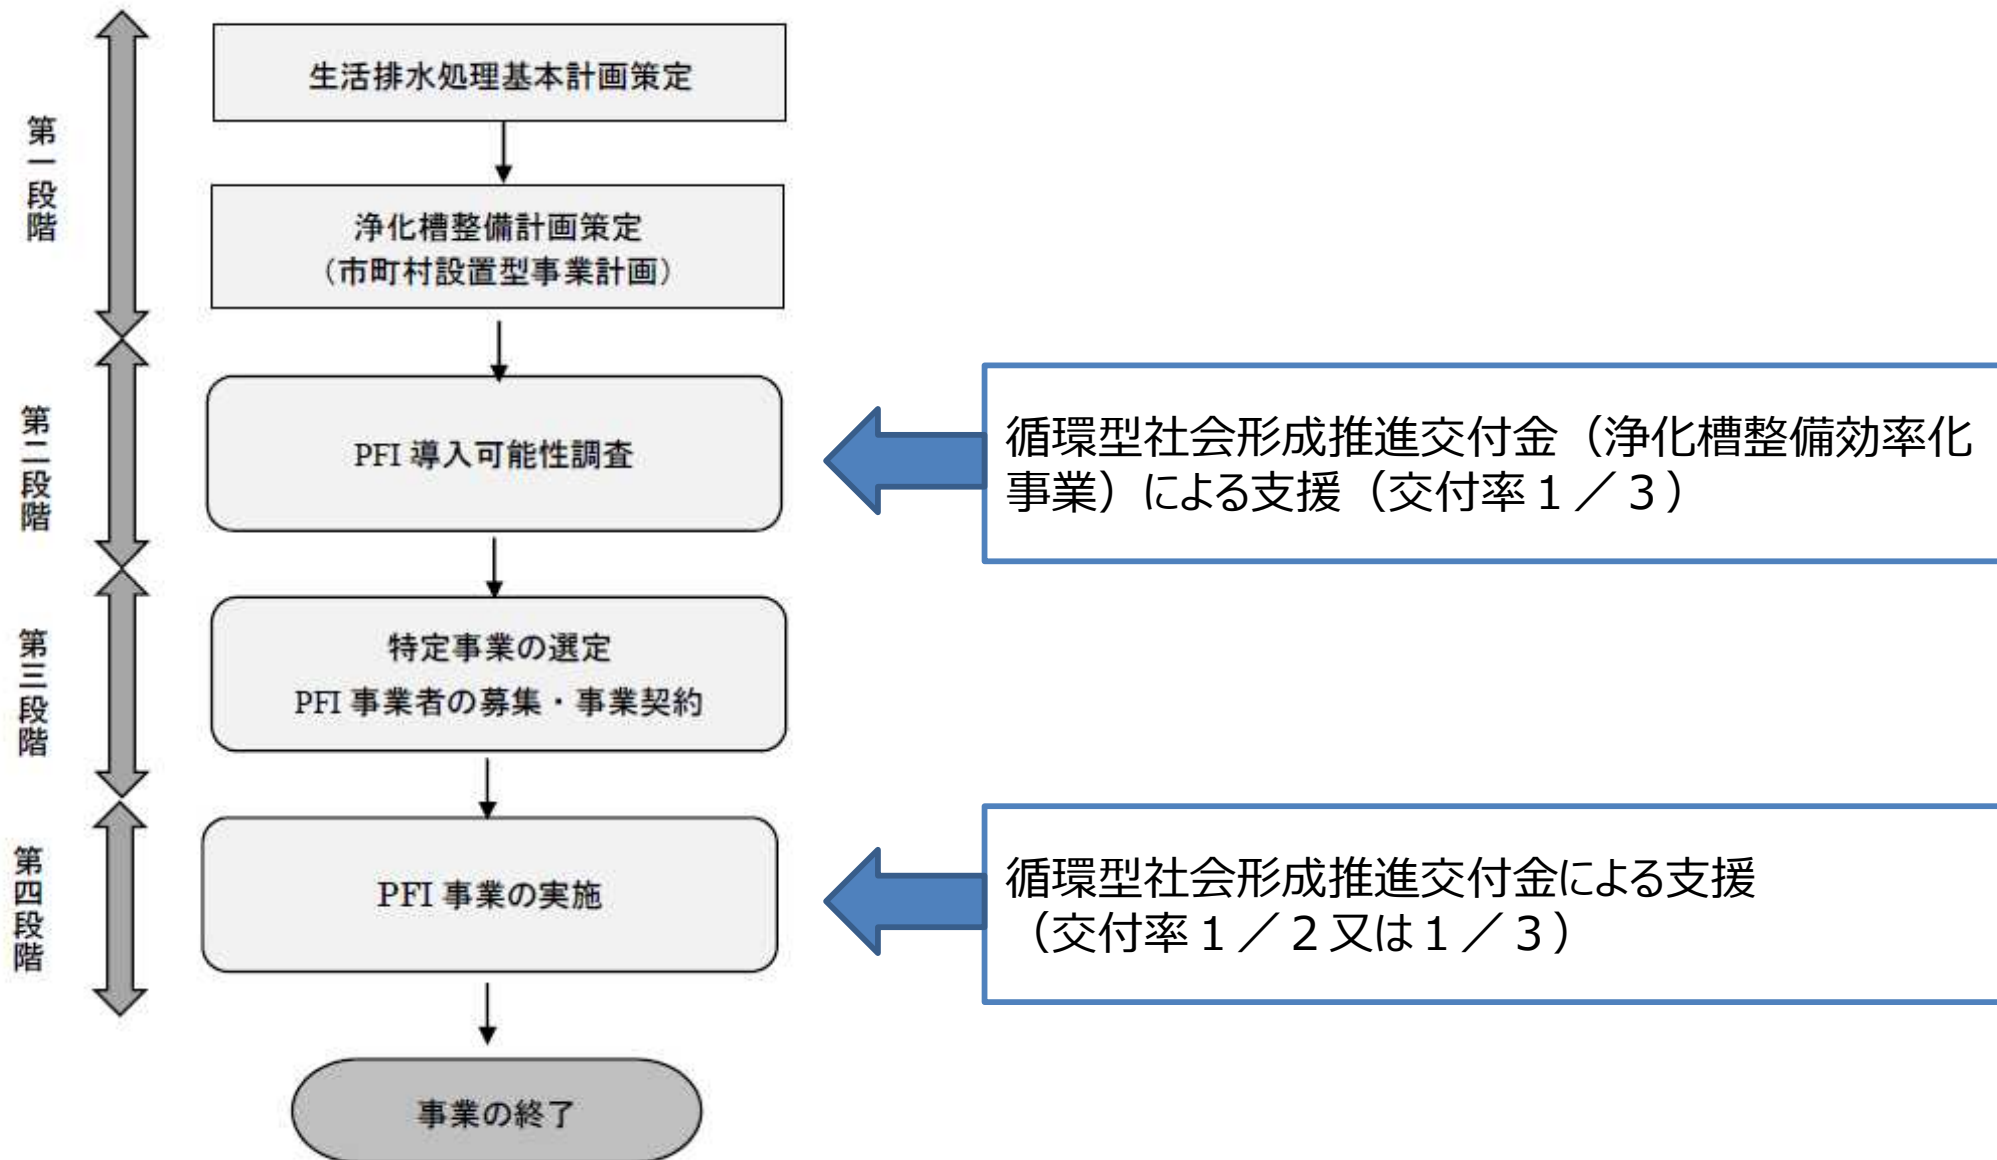 第一段階
生活排水処理基本計画策定
浄化槽整備計画策定
（市町村設置型事業計画）
第二段階
PFI 導入可能性調査
循環型社会形成推進交付金（浄化槽整備効率化
事業）による支援（交付率１／３）
第三段階
特定事業の選定
PFI 事業者の募集・事業契約
第四段階
PFI 事業の実施
循環型社会形成推進交付金による支援
（交付率１／２又は１／３）
事業の終了